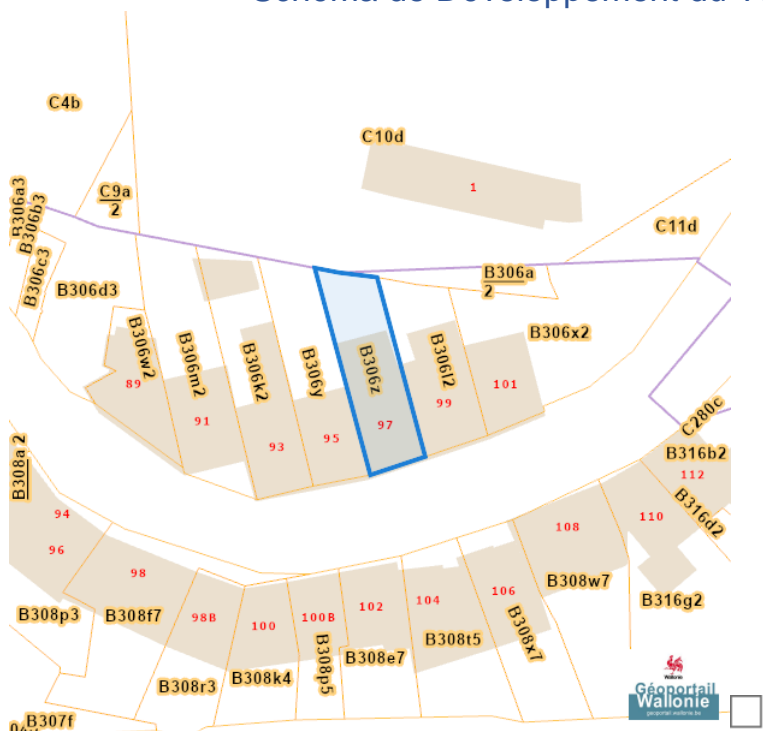 Schéma de Développement du T
C4b
C10d
1
C9a
2
B306a3
B306b3
B306c3
C11d
B306a
2
B306d3
B306w2
B306m2
B306k2
B306y
B306z
B306l2
B306x2
89
91
93
95
97
99
101
C280c
B308a 2
B316b2
112
94
B316d2
110
108
96
98
98B
100
100B
102
104
106
B308w7
B316g2
B308p3
B308f7
B308r3
B308k4
B308p5
B308e7
B308t5
B308x7
B307f
Wallonie
Géoportail
Wallonie
geoportail.wallonie.be